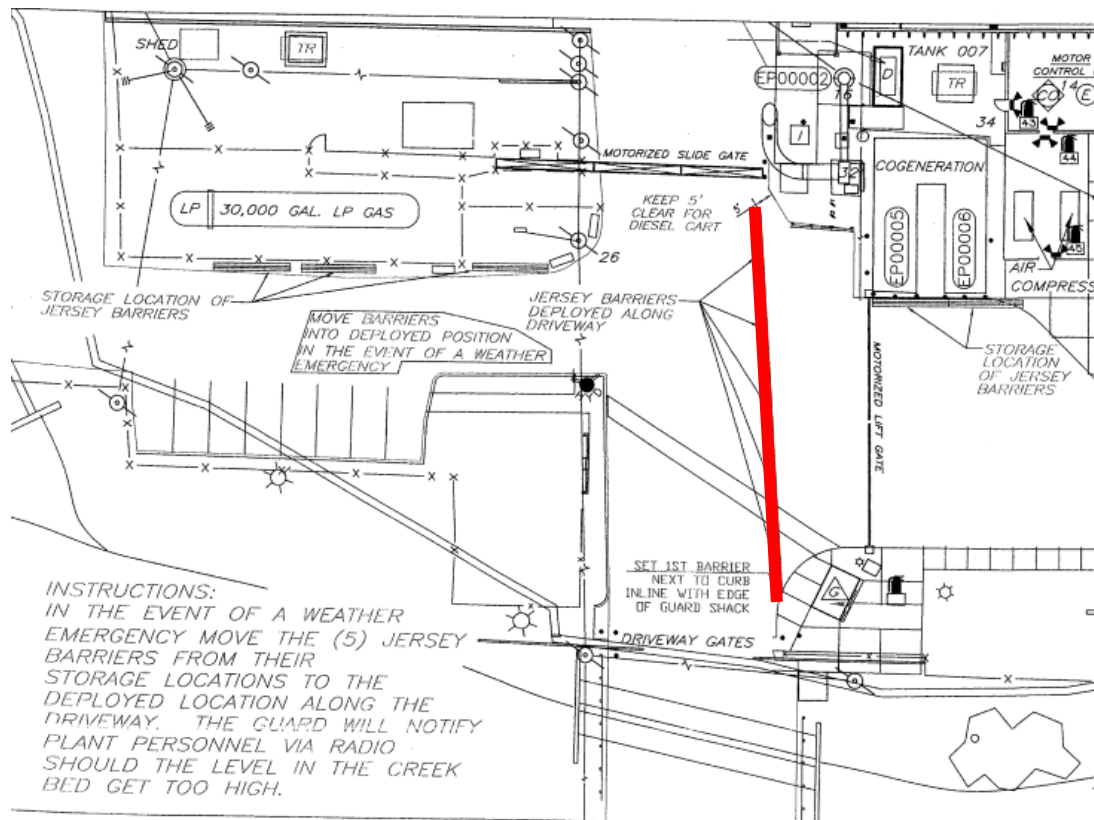 SHED
TR
EP00002
16
D
TANK 007
TR
MOTOR
CONTROL
CO
14
E
34
43
44
45
I
32
MOTORIZED SLIDE GATE
COGENERATION
LP
30,000 GAL. LP GAS
KEEP 5'
CLEAR FOR
DIESEL CART
5'
EP00005
EP00006
26
AIR
COMPRESS
STORAGE LOCATION OF
JERSEY BARRIERS
JERSEY BARRIERS
DEPLOYED ALONG
DRIVEWAY
MOVE BARRIERS
INTO DEPLOYED POSITION
IN THE EVENT OF A WEATHER
EMERGENCY
STORAGE
LOCATION
OF JERSEY
BARRIERS
MOTORIZED LIFT GATE
SET 1ST BARRIER
NEXT TO CURB
INLINE WITH EDGE
OF GUARD SHACK
G
DRIVEWAY GATES
INSTRUCTIONS:
IN THE EVENT OF A WEATHER
EMERGENCY MOVE THE (5) JERSEY
BARRIERS FROM THEIR
STORAGE LOCATIONS TO THE
DEPLOYED LOCATION ALONG THE
DRIVEWAY. THE GUARD WILL NOTIFY
PLANT PERSONNEL VIA RADIO
SHOULD THE LEVEL IN THE CREEK
BED GET TOO HIGH.